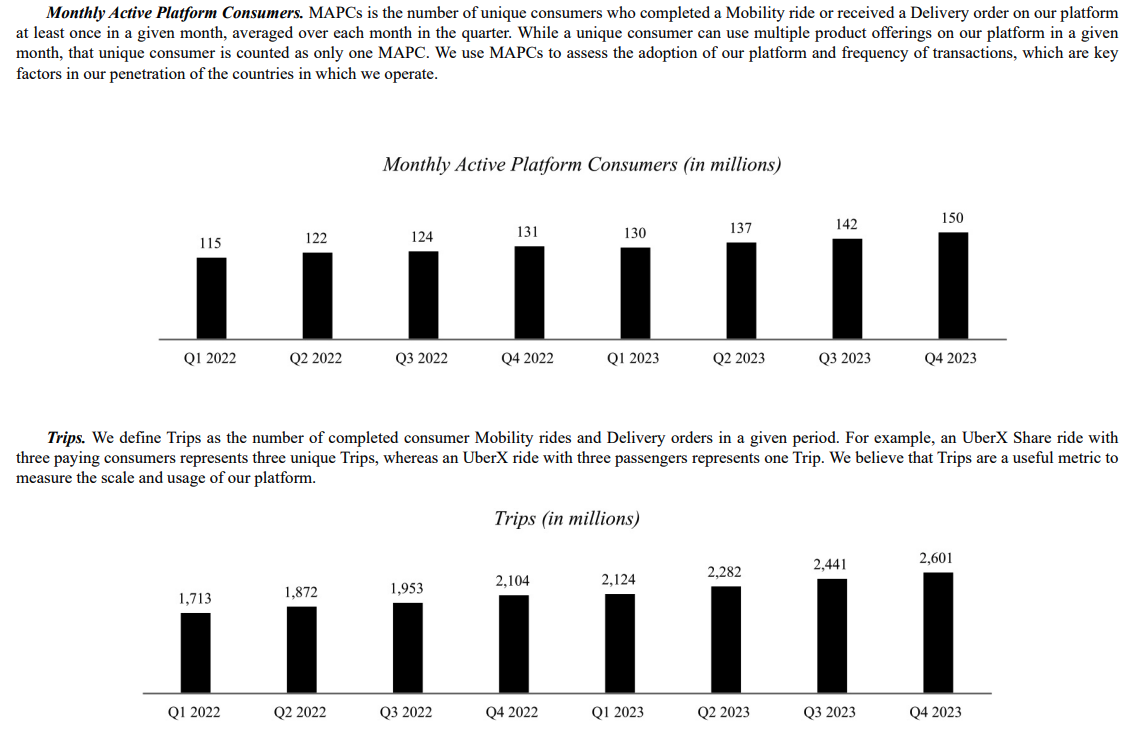 Monthly Active Platform Consumers. MAPCs is the number of unique consumers who completed a Mobility ride or received a Delivery order on our platform
at least once in a given month, averaged over each month in the quarter. While a unique consumer can use multiple product offerings on our platform in a given
month, that unique consumer is counted as only one MAPC. We use MAPCs to assess the adoption of our platform and frequency of transactions, which are key
factors in our penetration of the countries in which we operate.
Monthly Active Platform Consumers (in millions)
115 122 124 131 130 137 142 150
Q1 2022 Q2 2022 Q3 2022 Q4 2022 Q1 2023 Q2 2023 Q3 2023 Q4 2023
Trips. We define Trips as the number of completed consumer Mobility rides and Delivery orders in a given period. For example, an UberX Share ride with
three paying consumers represents three unique Trips, whereas an UberX ride with three passengers represents one Trip. We believe that Trips are a useful metric to
measure the scale and usage of our platform.
Trips (in millions)
1,713 1,872 1,953 2,104 2,124 2,282 2,441 2,601
Q1 2022 Q2 2022 Q3 2022 Q4 2022 Q1 2023 Q2 2023 Q3 2023 Q4 2023